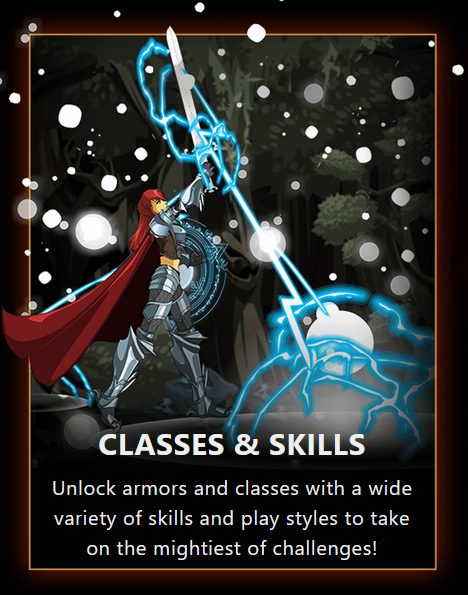 CLASSES & SKILLS
Unlock armors and classes with a wide
variety of skills and play styles to take
on the mightiest of challenges!